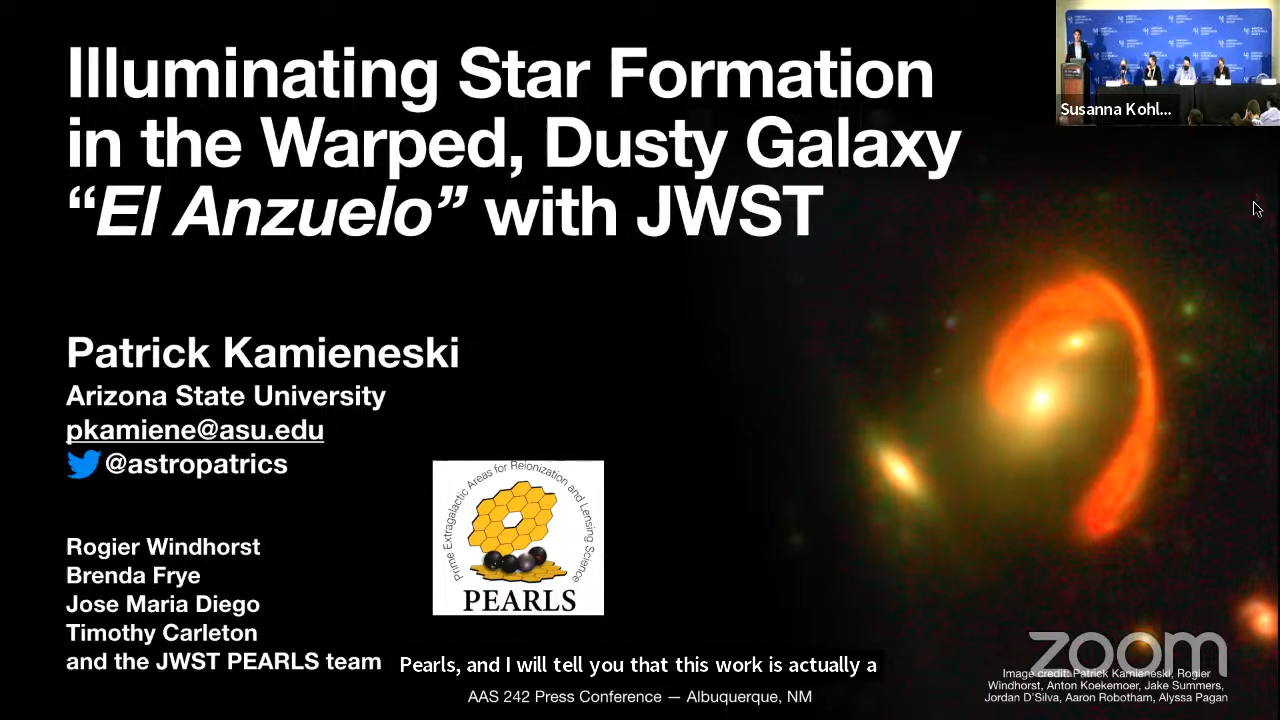 Illuminating Star Formation
in the Warped, Dusty Galaxy
“El Anzuelo” with JWST
Susanna Kohl...
Patrick Kamieneski
Arizona State University
pkamiene@asu.edu
@astropatrics
Prime Extragalactic Areas for Reionization and Lensing Science
PEARLS
Rogier Windhorst
Brenda Frye
Jose Maria Diego
Timothy Carleton
and the JWST PEARLS team
Pearls, and I will tell you that this work is actually a
AAS 242 Press Conference — Albuquerque, NM
zoom
Image credit: Patrick Kamieneski, Rogier
Windhorst, Anton Koekemoer, Jake Summers,
Jordan D’Silva, Aaron Robotham, Alyssa Pagan